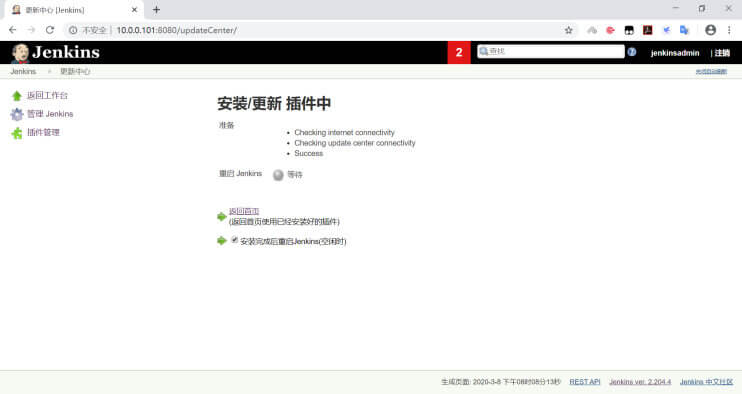 更新中心 [Jenkins]
不安全 | 10.0.0.101:8080/updateCenter/
Jenkins
2
查找
jenkinsadmin
| 注销
Jenkins
更新中心
返回工作台
管理 Jenkins
插件管理
安装/更新 插件中
准备
Checking internet connectivity
Checking update center connectivity
Success
重启 Jenkins
等待
返回首页
(返回首页使用已经安装好的插件)
安装完成后重启Jenkins(空闲时)
生成页面: 2020-3-8 下午08时08分13秒
REST API
Jenkins ver. 2.204.4
Jenkins 中文社区